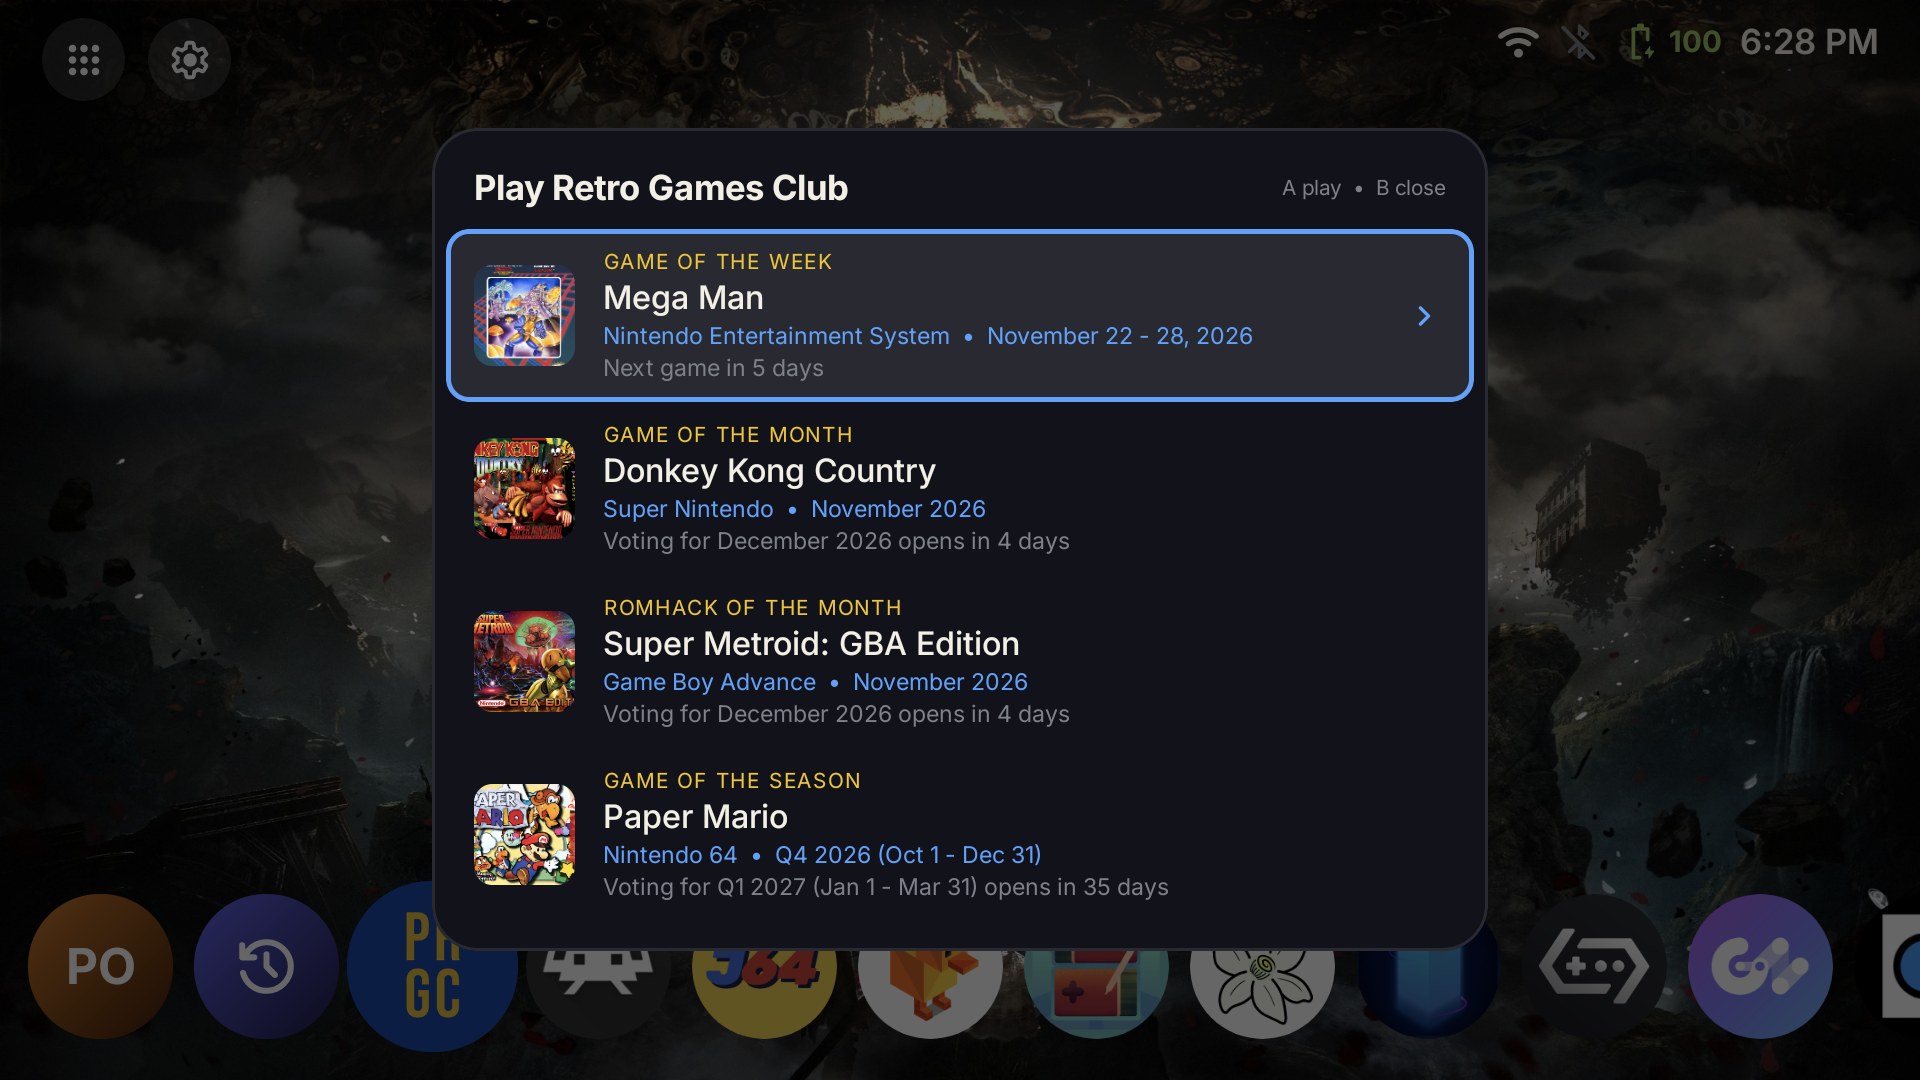 100 6:28 PM
Play Retro Games Club
A play • B close
GAME OF THE WEEK
Mega Man
Nintendo Entertainment System • November 22 - 28, 2026
Next game in 5 days
GAME OF THE MONTH
Donkey Kong Country
Super Nintendo • November 2026
Voting for December 2026 opens in 4 days
ROMHACK OF THE MONTH
Super Metroid: GBA Edition
Game Boy Advance • November 2026
Voting for December 2026 opens in 4 days
GAME OF THE SEASON
Paper Mario
Nintendo 64 • Q4 2026 (Oct 1 - Dec 31)
Voting for Q1 2027 (Jan 1 - Mar 31) opens in 35 days
PO
GC
J64